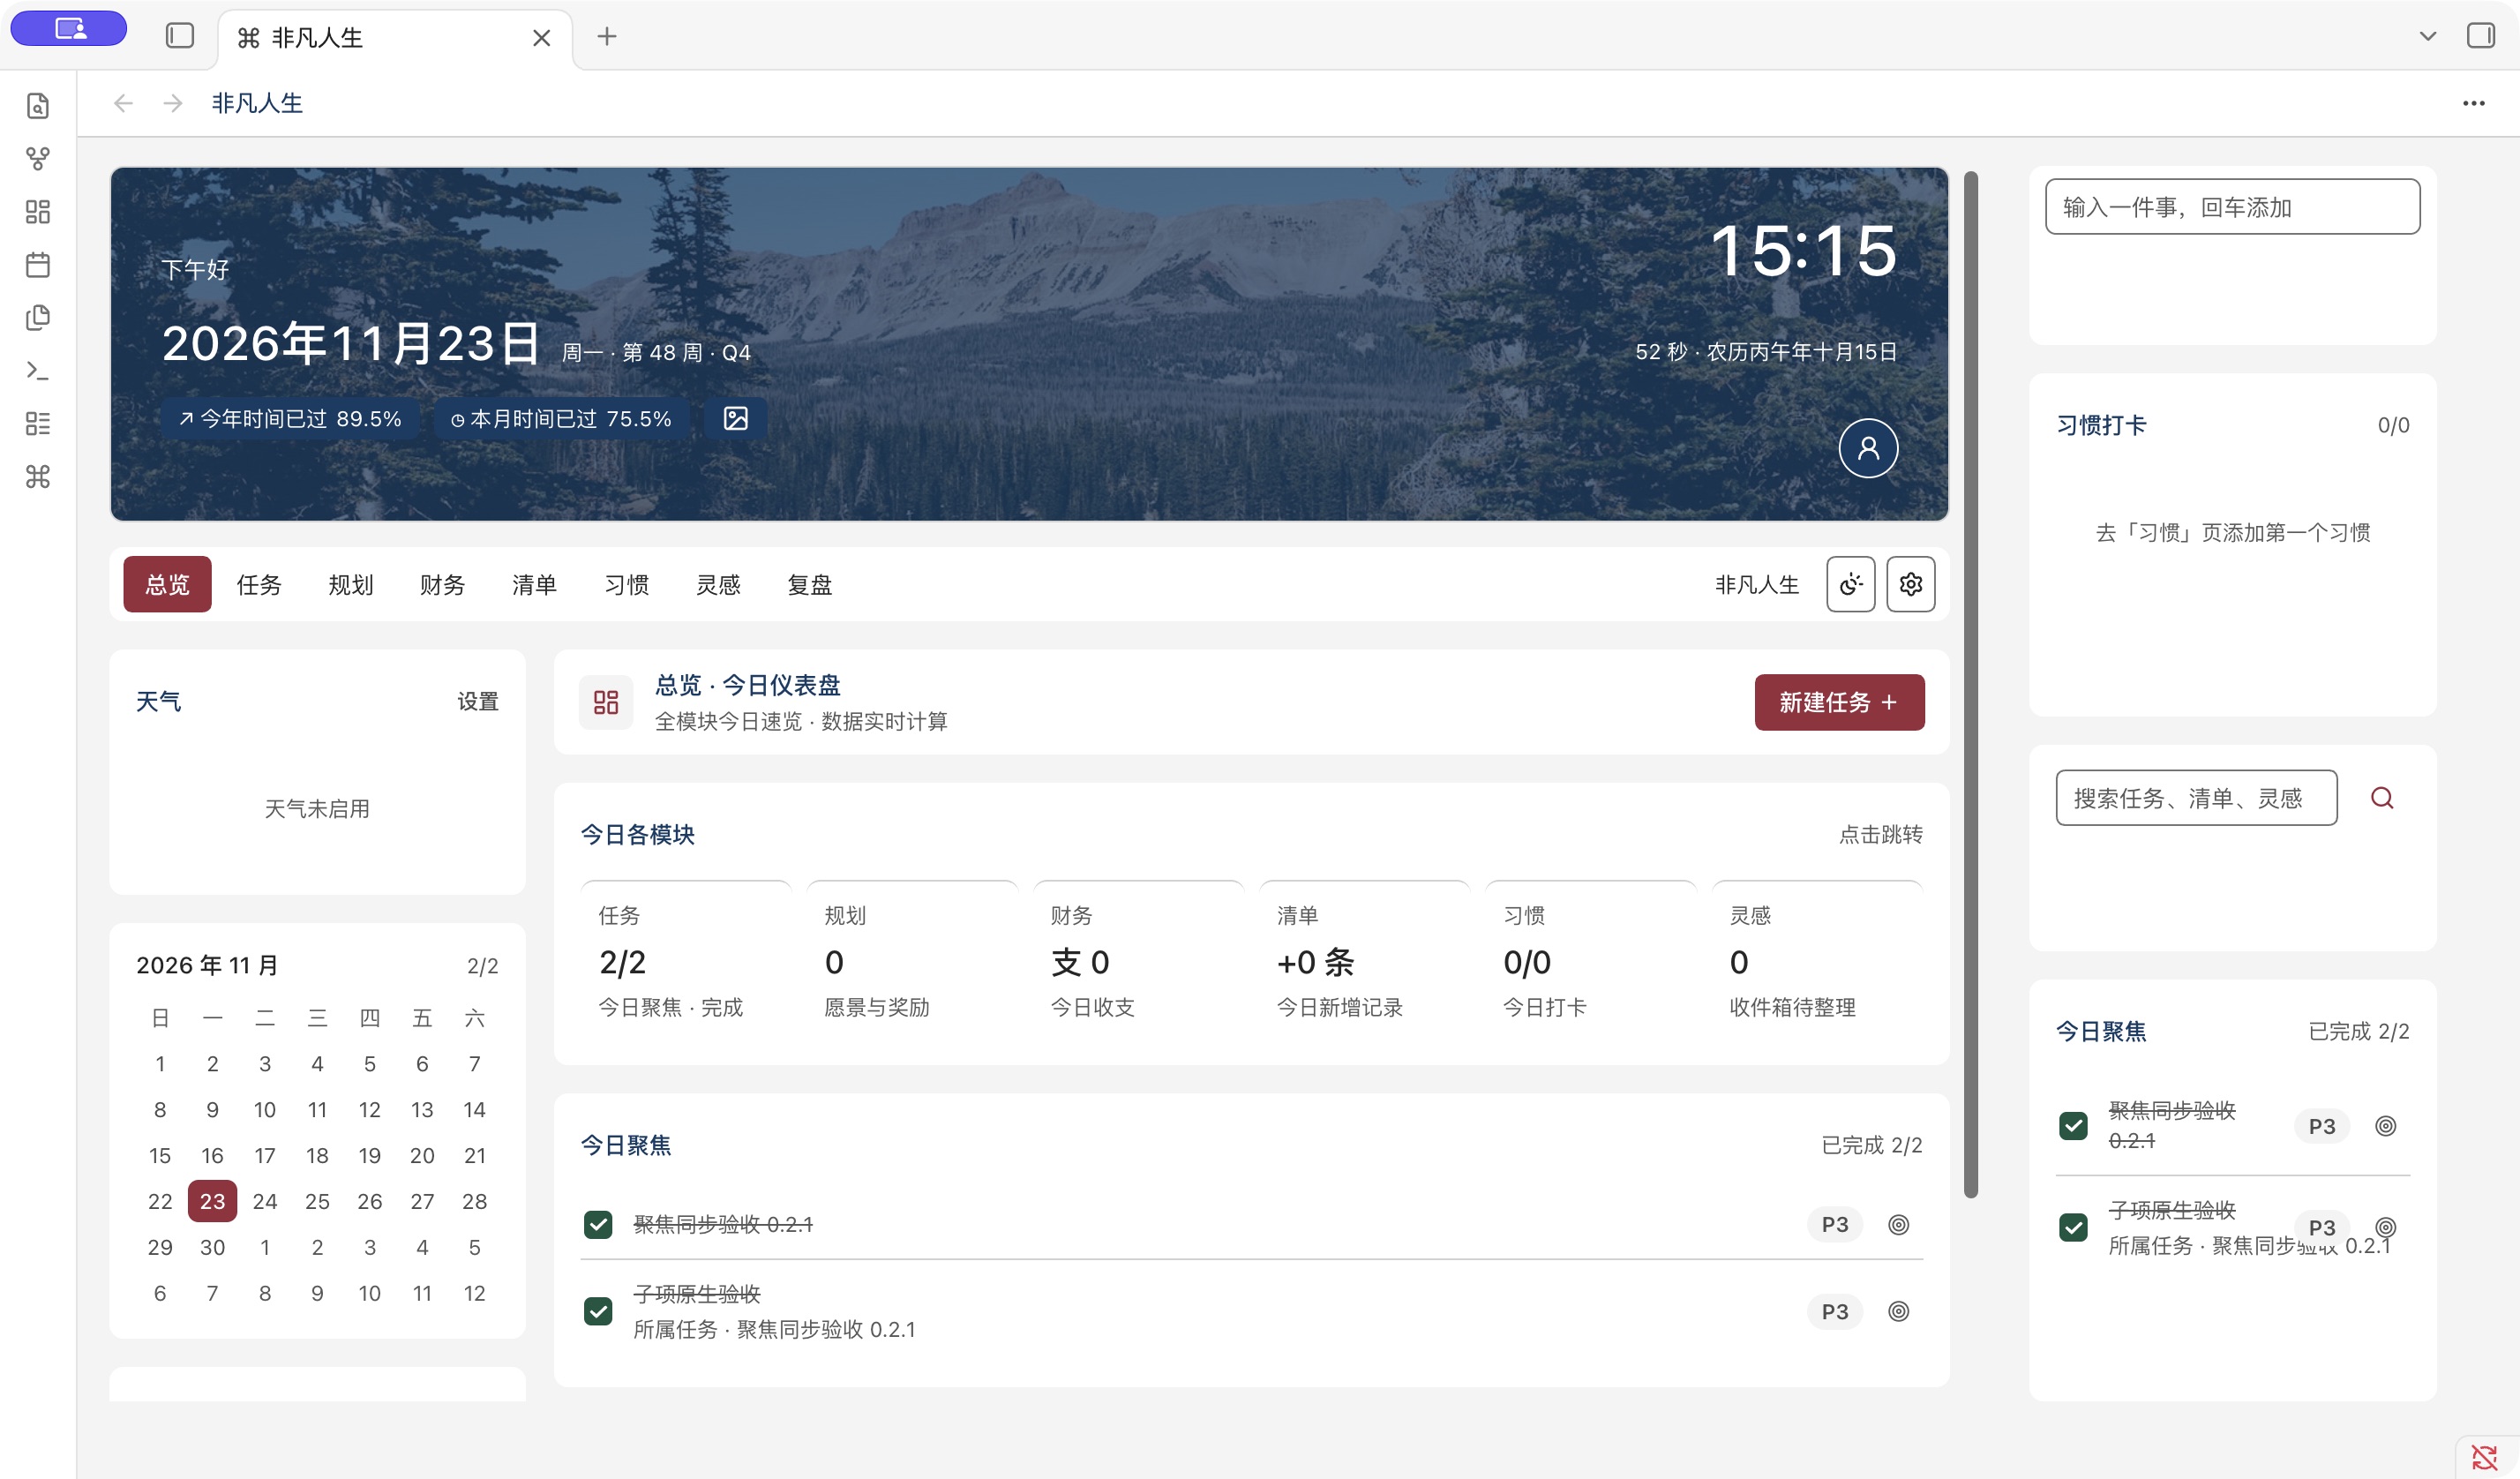 非凡人生
非凡人生
下午好
2026年11月23日 周一 · 第 48 周 · Q4
今年时间已过 89.5% 本月时间已过 75.5%
15:15
52 秒 · 农历丙午年十月15日
总览 任务 规划 财务 清单 习惯 灵感 复盘 非凡人生
天气 设置
天气未启用
2026 年 11 月 2/2
日 一 二 三 四 五 六
1 2 3 4 5 6 7
8 9 10 11 12 13 14
15 16 17 18 19 20 21
22 23 24 25 26 27 28
29 30 1 2 3 4 5
6 7 8 9 10 11 12
总览 · 今日仪表盘
全模块今日速览 · 数据实时计算
新建任务 +
今日各模块 点击跳转
任务
2/2
今日聚焦 · 完成
规划
0
愿景与奖励
财务
支 0
今日收支
清单
+0 条
今日新增记录
习惯
0/0
今日打卡
灵感
0
收件箱待整理
今日聚焦 已完成 2/2
聚焦同步验收 0.2.1 P3
子项原生验收
所属任务 · 聚焦同步验收 0.2.1
P3
输入一件事，回车添加
习惯打卡 0/0
去「习惯」页添加第一个习惯
搜索任务、清单、灵感
今日聚焦 已完成 2/2
聚焦同步验收
0.2.1
P3
子项原生验收
P3
所属任务 · 聚焦同步验收 0.2.1